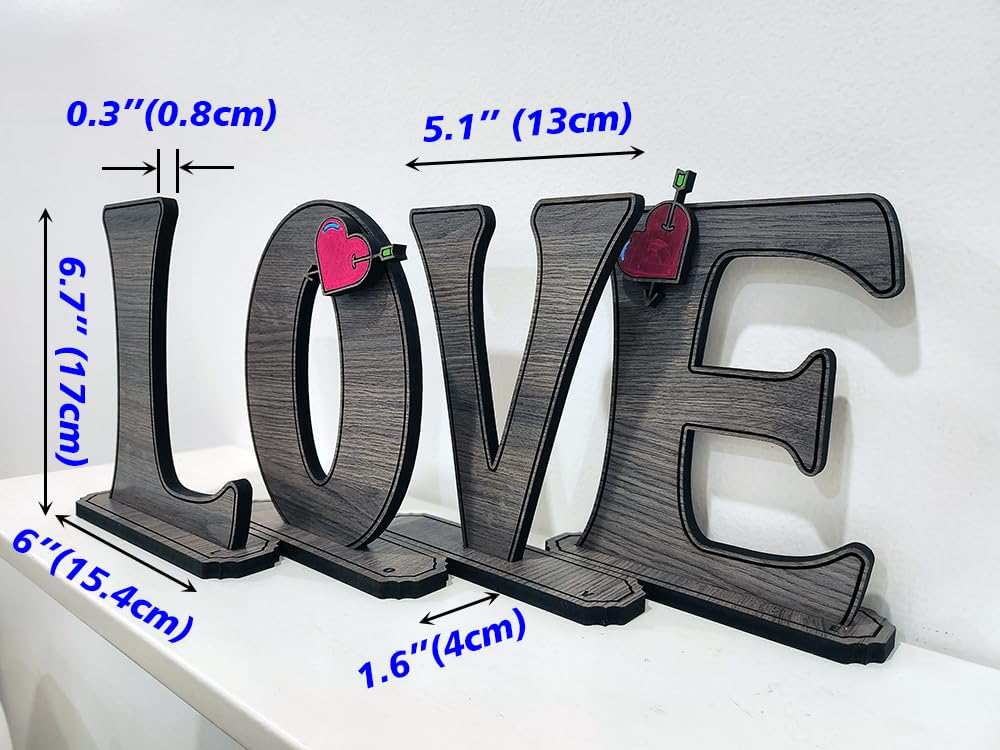 0.3”(0.8cm)
5.1” (13cm)
6.7” (17cm)
LOVE
6”(15.4cm)
1.6”(4cm)